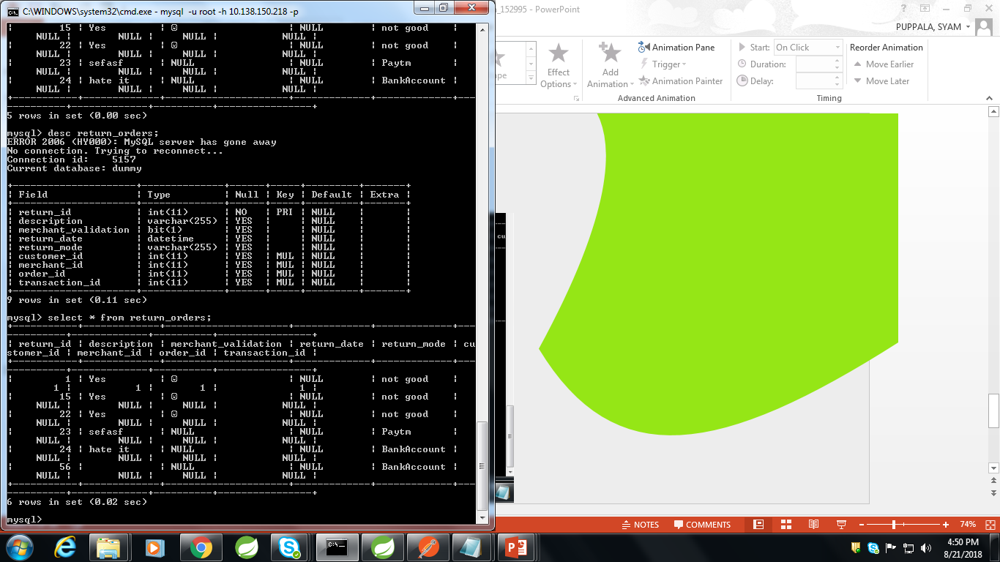 C:\WINDOWS\system32\cmd.exe - mysql -u root -h 10.138.150.218 -p
| 15 | Yes | ☺ | NULL | not good |
NULL | NULL | NULL | NULL |
| 22 | Yes | ☺ | NULL | not good |
NULL | NULL | NULL | NULL |
| 23 | sefasf | NULL | NULL | Paytm |
NULL | NULL | NULL | NULL |
| 24 | hate it | NULL | NULL | BankAccount |
NULL | NULL | NULL | NULL |
5 rows in set (0.00 sec)
mysql> desc return_orders;
ERROR 2006 (HY000): MySQL server has gone away
No connection. Trying to reconnect...
Connection id: 5157
Current database: dummy
| Field | Type | Null | Key | Default | Extra |
| return_id | int(11) | NO | PRI | NULL | |
| description | varchar(255) | YES | | NULL | |
| merchant_validation | bit(1) | YES | | NULL | |
| return_date | datetime | YES | | NULL | |
| return_mode | varchar(255) | YES | | NULL | |
| customer_id | int(11) | YES | MUL | NULL | |
| merchant_id | int(11) | YES | MUL | NULL | |
| order_id | int(11) | YES | MUL | NULL | |
| transaction_id | int(11) | YES | MUL | NULL | |
9 rows in set (0.11 sec)
mysql> select * from return_orders;
| return_id | description | merchant_validation | return_date | return_mode | cu
stomer_id | merchant_id | order_id | transaction_id |
| 1 | Yes | ☺ | NULL | not good |
1 | 1 | 1 | 1 |
| 15 | Yes | ☺ | NULL | not good |
NULL | NULL | NULL | NULL |
| 22 | Yes | ☺ | NULL | not good |
NULL | NULL | NULL | NULL |
| 23 | sefasf | NULL | NULL | Paytm |
NULL | NULL | NULL | NULL |
| 24 | hate it | NULL | NULL | BankAccount |
NULL | NULL | NULL | NULL |
| 56 | | NULL | NULL | BankAccount |
NULL | NULL | NULL | NULL |
6 rows in set (0.02 sec)
mysql>
_152995 - PowerPoint
PUPPALA, SYAM
Effect Options
Add Animation
Animation Pane
Trigger
Animation Painter
Advanced Animation
Start: On Click
Duration:
Delay:
Timing
Reorder Animation
Move Earlier
Move Later
cu
NOTES COMMENTS 74%
4:50 PM
8/21/2018